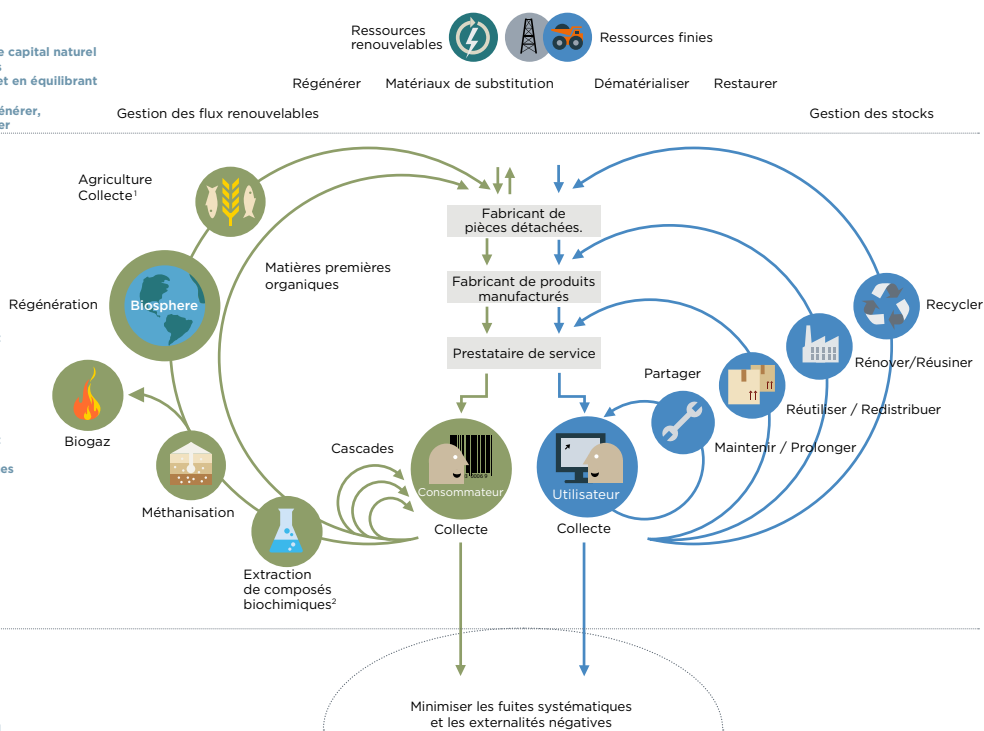 Ressources
renouvelables
Ressources finies
e capital naturel
s
et en équilibrant
Régénérer
Matériaux de substitution
Dématérialiser
Restaurer
énérer,
er
Gestion des flux renouvelables
Gestion des stocks
Agriculture
Collecte¹
Fabricant de
pièces détachées.
Matières premières
organiques
Fabricant de produits
manufacturés
Régénération
Biosphere
Recycler
Prestataire de service
Rénover/Réusiner
Partager
Réutiliser / Redistribuer
Biogaz
Cascades
Maintenir / Prolonger
es
Consommateur
Utilisateur
Méthanisation
Collecte
Collecte
Extraction
de composés
biochimiques²
Minimiser les fuites systématiques
et les externalités négatives